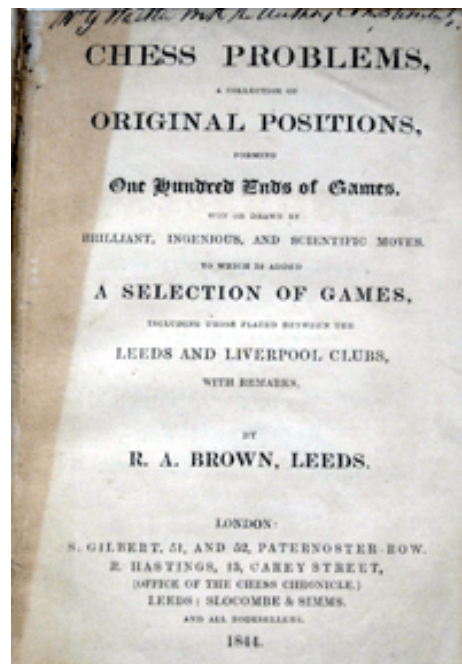 with the Author's
CHESS PROBLEMS,
A COLLECTION OF
ORIGINAL POSITIONS,
FORMING
One Hundred Ends of Games,
WON OR DRAWN BY
BRILLIANT, INGENIOUS, AND SCIENTIFIC MOVES.
TO WHICH IS ADDED
A SELECTION OF GAMES,
INCLUDING THOSE PLAYED BETWEEN THE
LEEDS AND LIVERPOOL CLUBS,
WITH REMARKS,
BY
R. A. BROWN, LEEDS.
LONDON:
S. GILBERT, 51, AND 52, PATERNOSTER-ROW.
R. HASTINGS, 13, CAREY STREET,
(OFFICE OF THE CHESS CHRONICLE.)
LEEDS: SLOCOMBE & SIMMS.
AND ALL BOOKSELLERS.
1844.